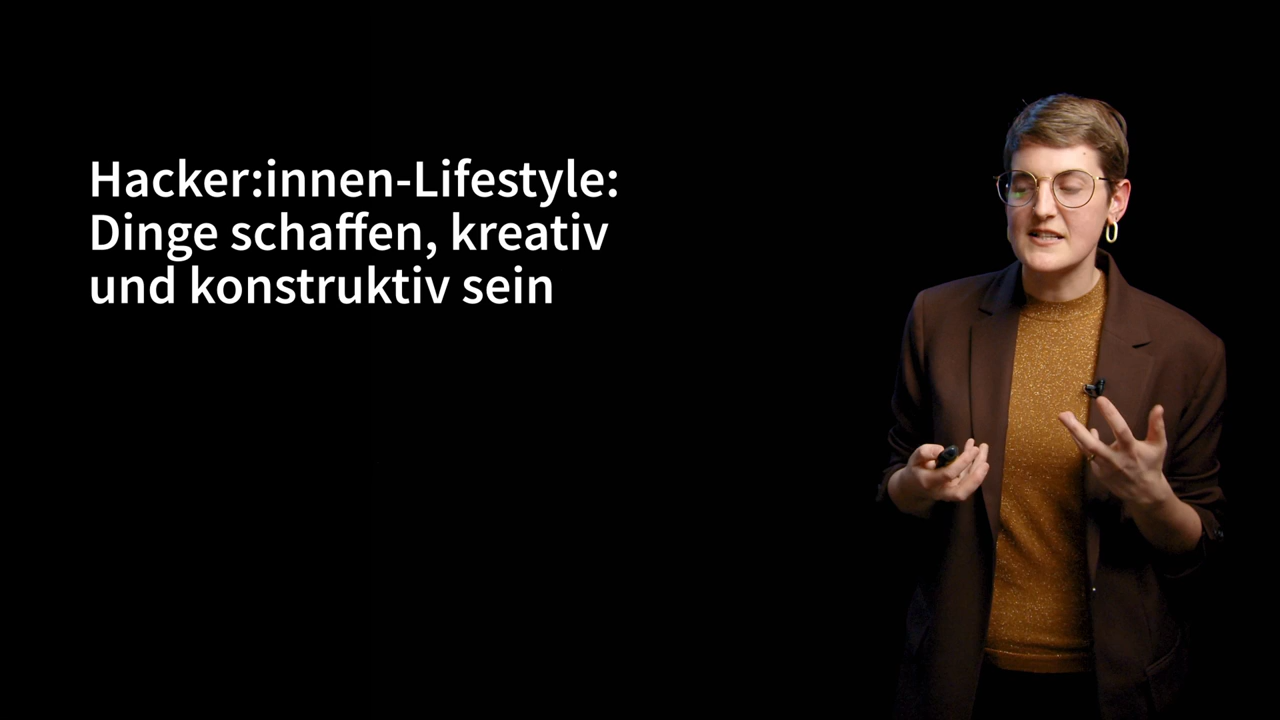 Hacker:innen-Lifestyle:
Dinge schaffen, kreativ
und konstruktiv sein